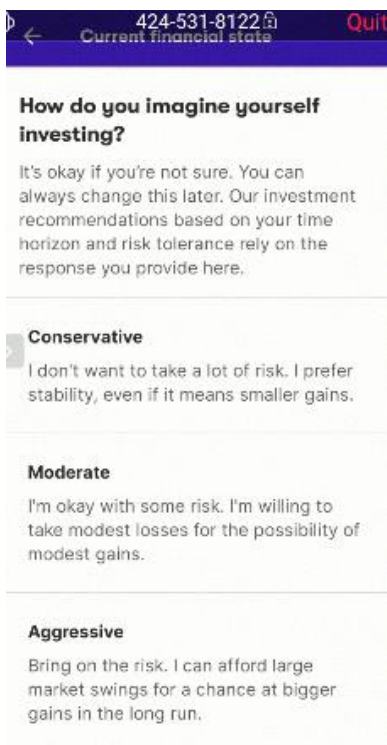 424-531-8122
Quit
Current financial state
How do you imagine yourself
investing?
It's okay if you're not sure. You can
always change this later. Our investment
recommendations based on your time
horizon and risk tolerance rely on the
response you provide here.
Conservative
I don't want to take a lot of risk. I prefer
stability, even if it means smaller gains.
Moderate
I'm okay with some risk. I'm willing to
take modest losses for the possibility of
modest gains.
Aggressive
Bring on the risk. I can afford large
market swings for a chance at bigger
gains in the long run.